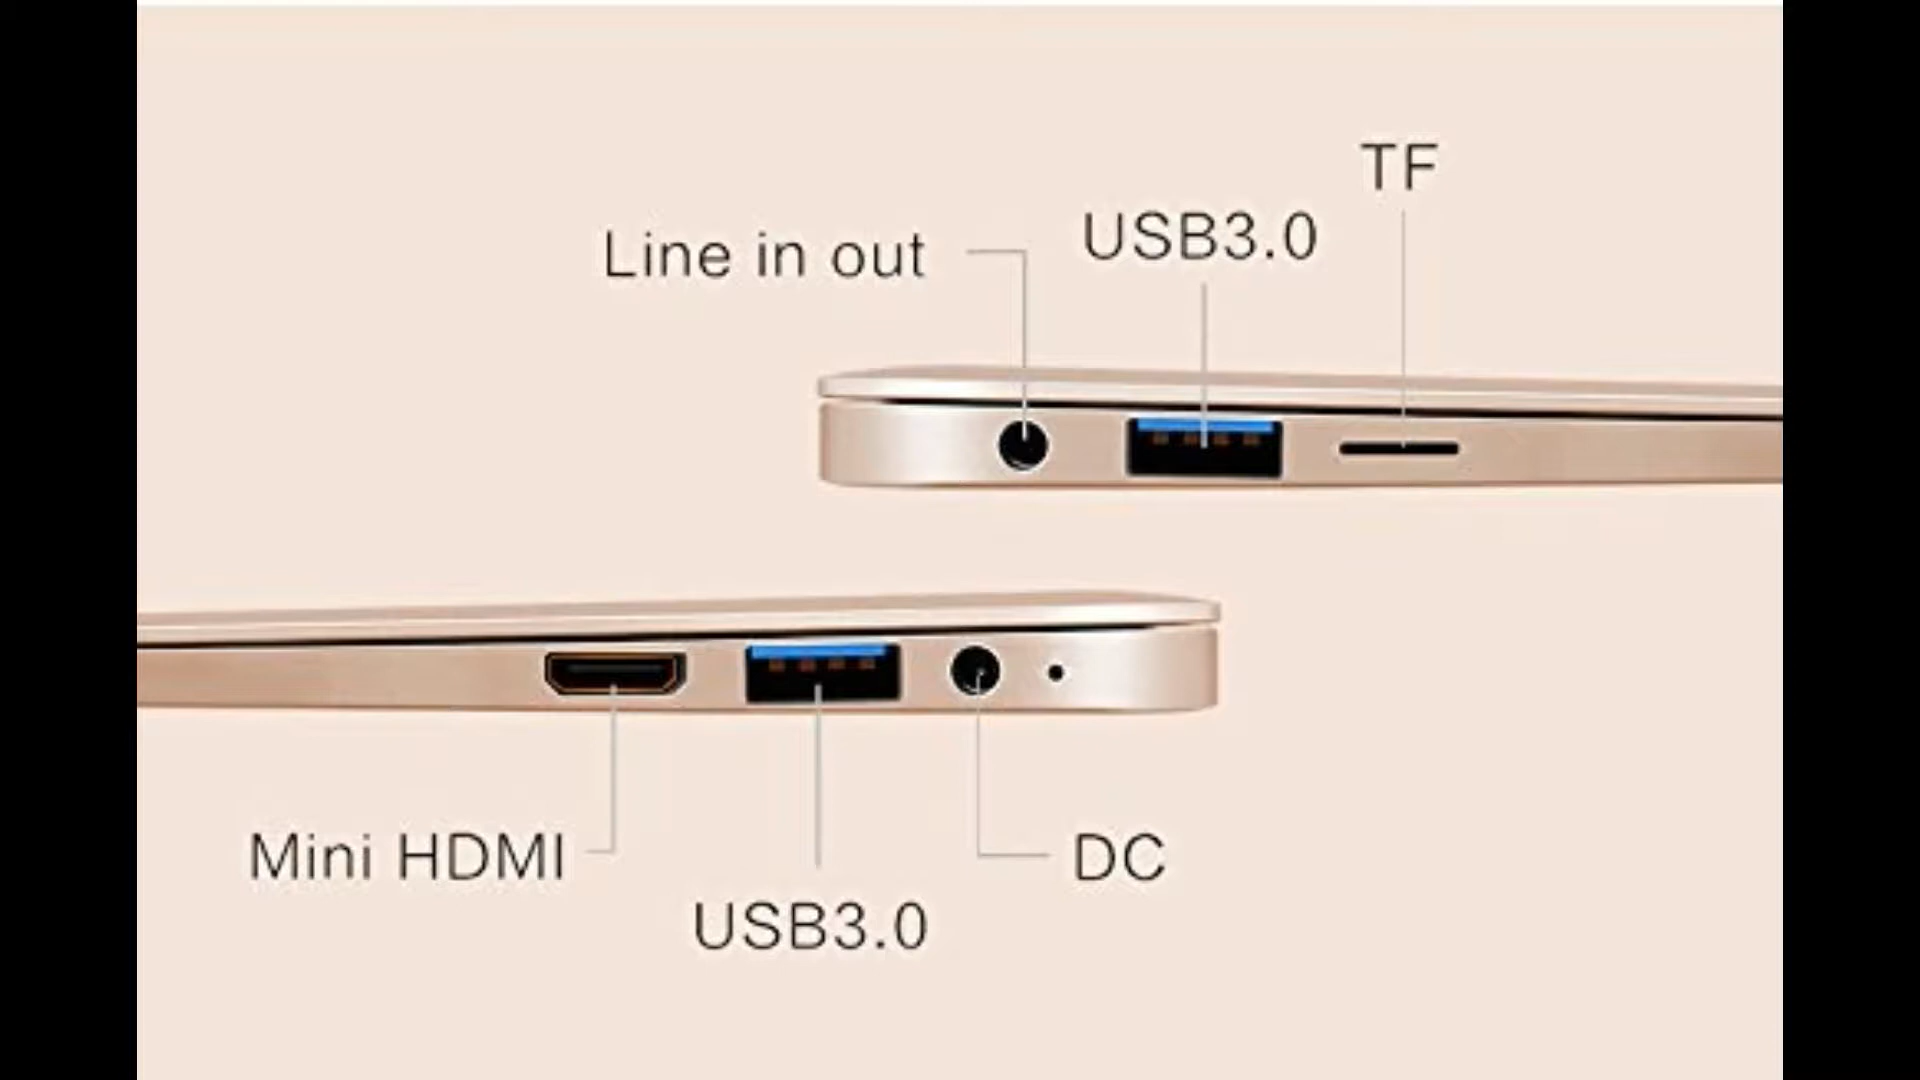 TF
USB3.0
Line in out
Mini HDMI
DC
USB3.0